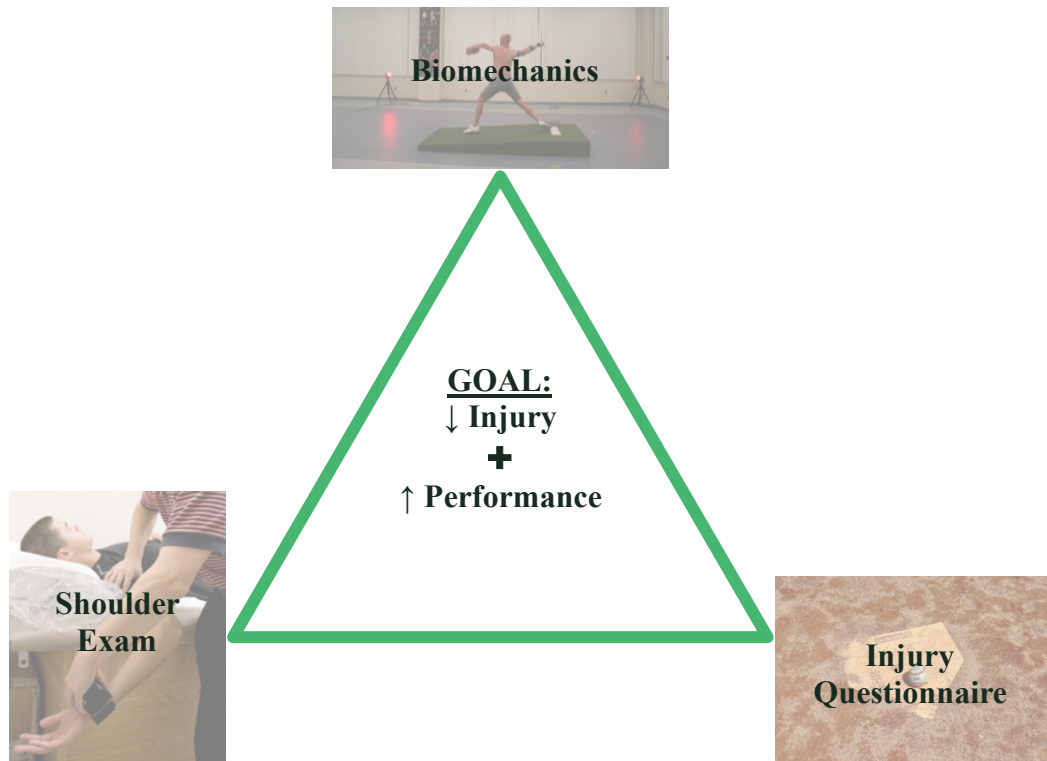 Biomechanics
GOAL:
↓ Injury
✚
↑ Performance
Shoulder
Exam
Injury
Questionnaire